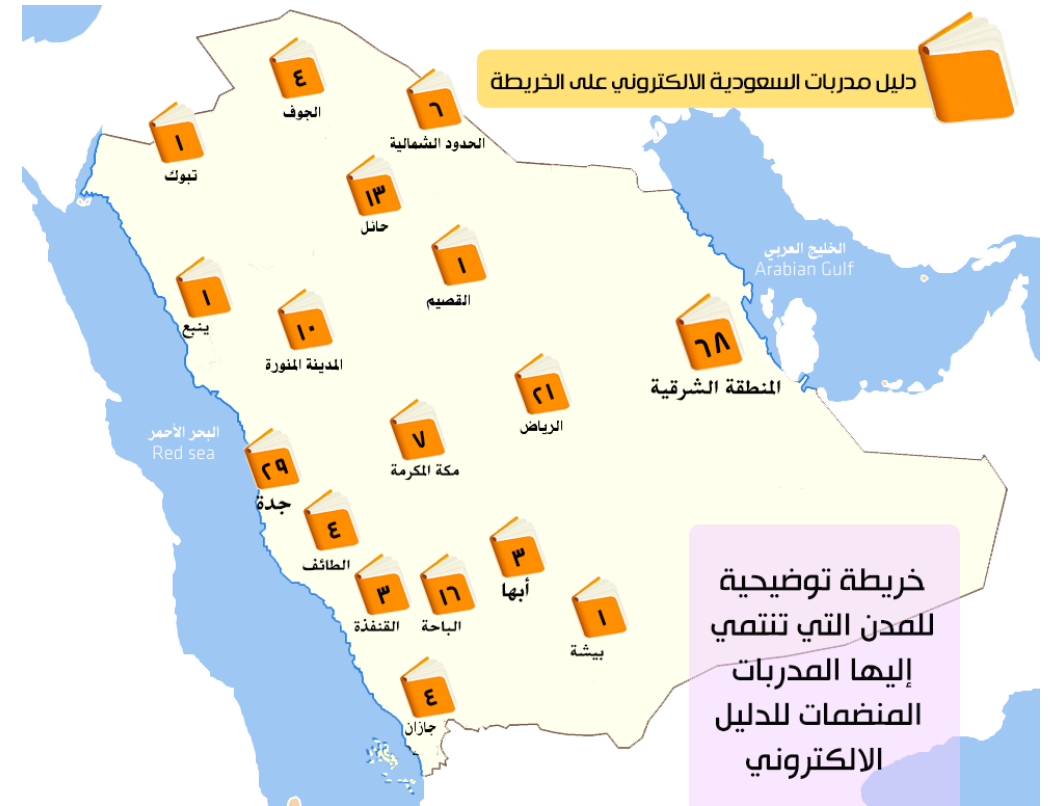 دليل مدربات السعودية الالكتروني على الخريطة
٤
الجوف
٦
الحدود الشمالية
١
تبوك
١٣
حائل
١
القصيم
الخليج العربي
Arabian Gulf
١
ينبع
١٠
المدينة المنورة
٦٨
المنطقة الشرقية
٢١
الرياض
٧
مكة المكرمة
البحر الأحمر
Red sea
٢٩
جدة
٤
الطائف
٣
أبها
١٦
الباحة
٣
القنفذة
١
بيشة
٤
جازان
خريطة توضيحية
للمدن التي تنتمي
إليها المدربات
المنضمات للدليل
الالكتروني